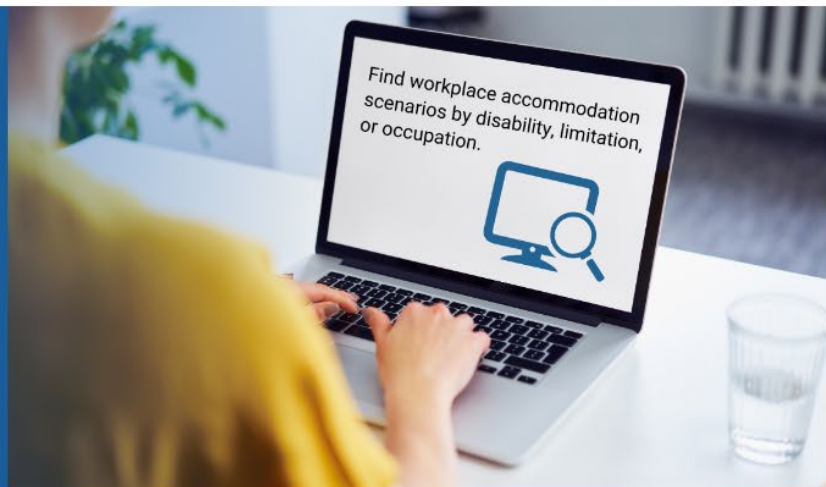 Find workplace accommodation
scenarios by disability, limitation,
or occupation.